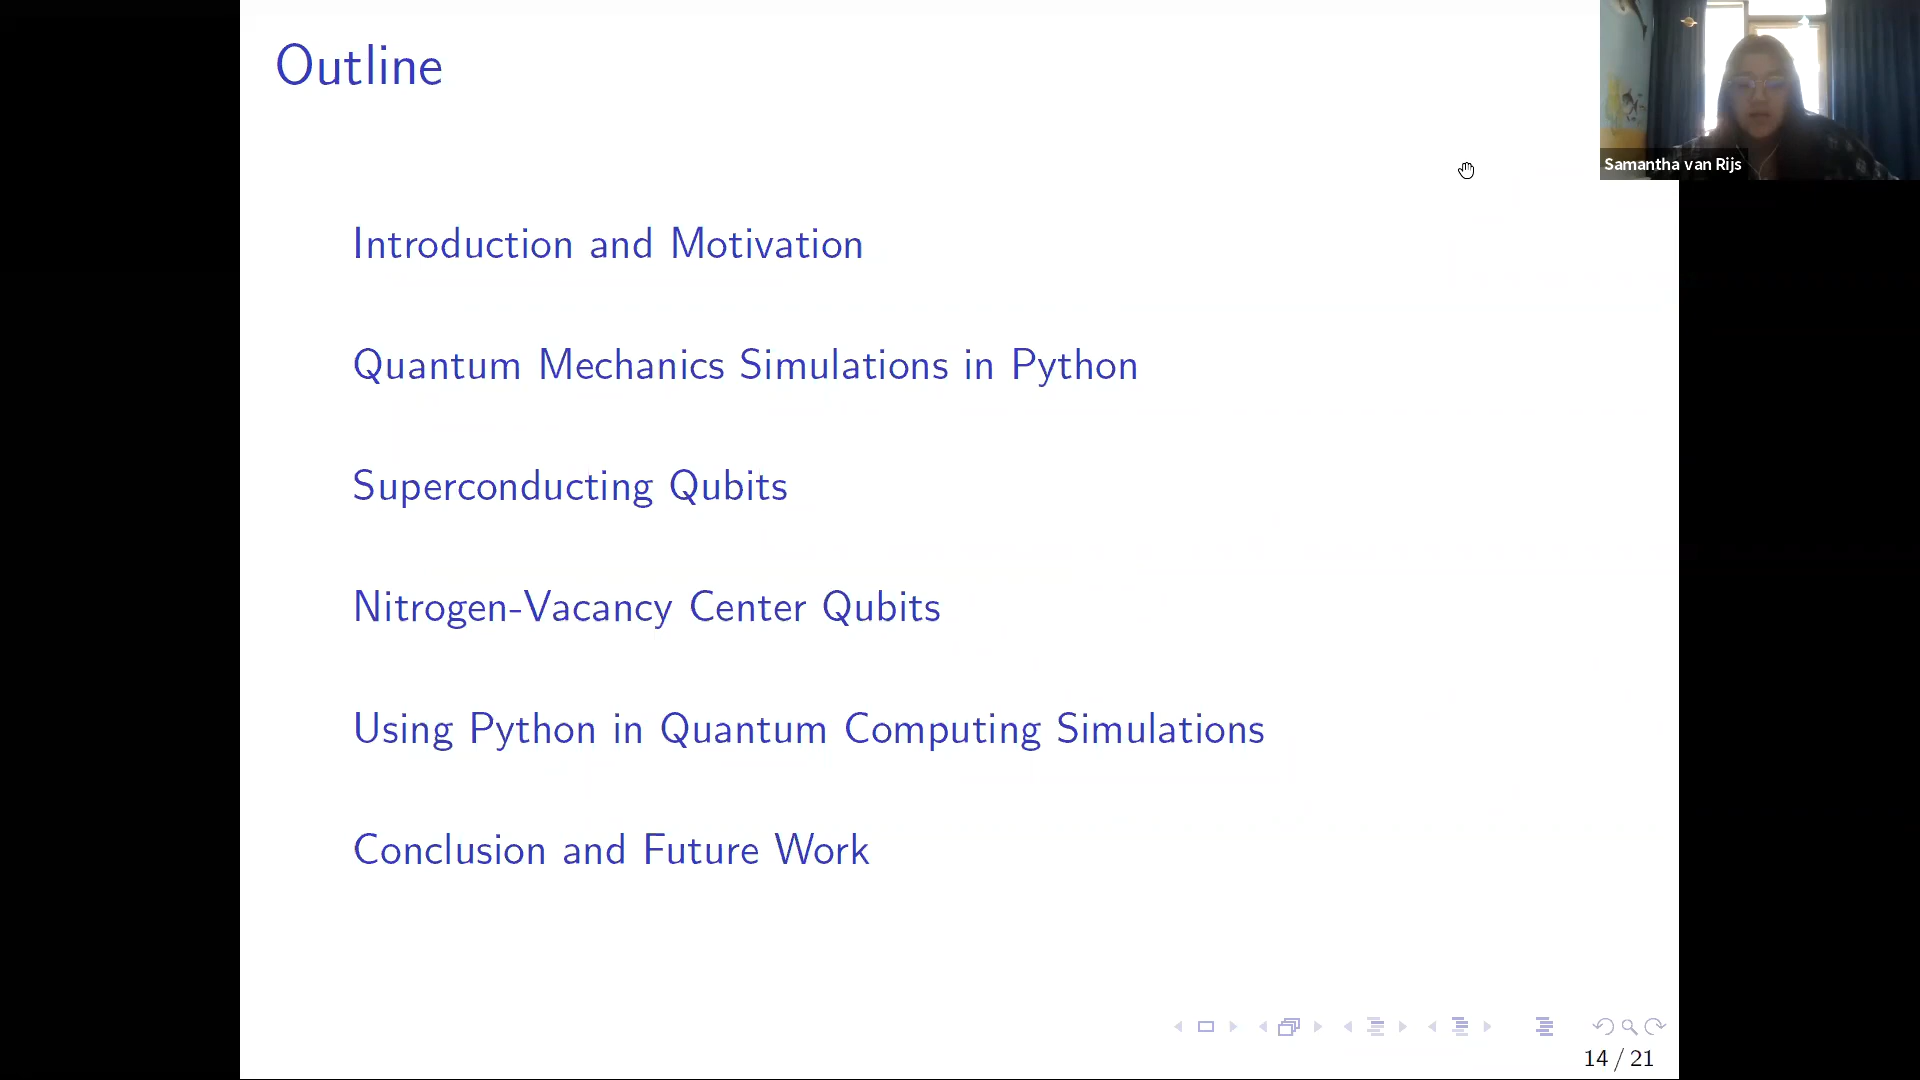 Outline
Samantha van Rijs
Introduction and Motivation
Quantum Mechanics Simulations in Python
Superconducting Qubits
Nitrogen-Vacancy Center Qubits
Using Python in Quantum Computing Simulations
Conclusion and Future Work
14 / 21